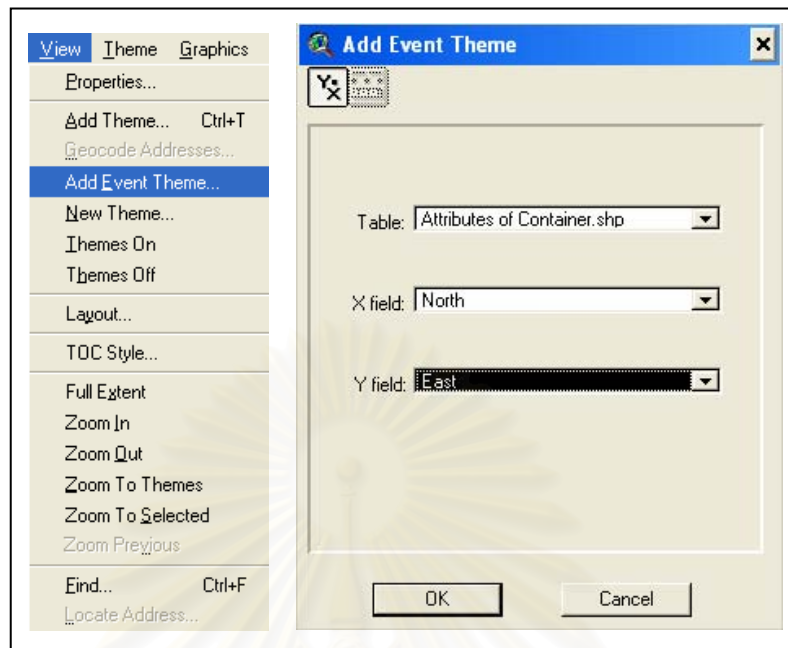 View Theme Graphics
Properties...
Add Theme... Ctrl+T
Geocode Addresses...
Add Event Theme...
New Theme...
Themes On
Themes Off
Layout...
TOC Style...
Full Extent
Zoom In
Zoom Out
Zoom To Themes
Zoom To Selected
Zoom Previous
Find... Ctrl+F
Locate Address...
Add Event Theme
Table: Attributes of Container.shp
X field: North
Y field: East
OK Cancel